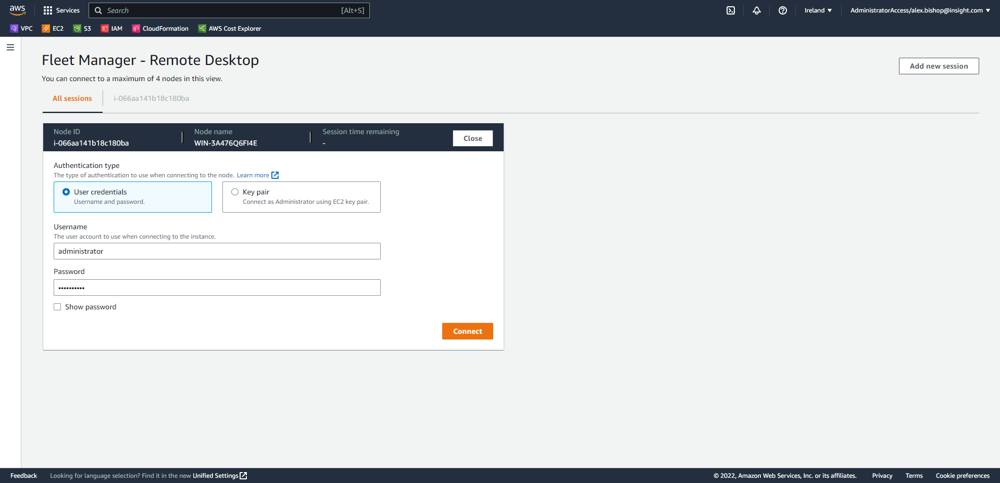 aws
Services
Search
[Alt+S]
Ireland
AdministratorAccess/alex.bishop@insight.com
VPC
EC2
S3
IAM
CloudFormation
AWS Cost Explorer
Fleet Manager - Remote Desktop
Add new session
You can connect to a maximum of 4 nodes in this view.
All sessions
i-066aa141b18c180ba
Node ID
i-066aa141b18c180ba
Node name
WIN-3A476Q6FI4E
Session time remaining
-
Close
Authentication type
The type of authentication to use when connecting to the node. Learn more
User credentials
Username and password.
Key pair
Connect as Administrator using EC2 key pair.
Username
The user account to use when connecting to the instance.
administrator
Password
••••••••••
Show password
Connect
Feedback
Looking for language selection? Find it in the new Unified Settings
© 2022, Amazon Web Services, Inc. or its affiliates.
Privacy
Terms
Cookie preferences